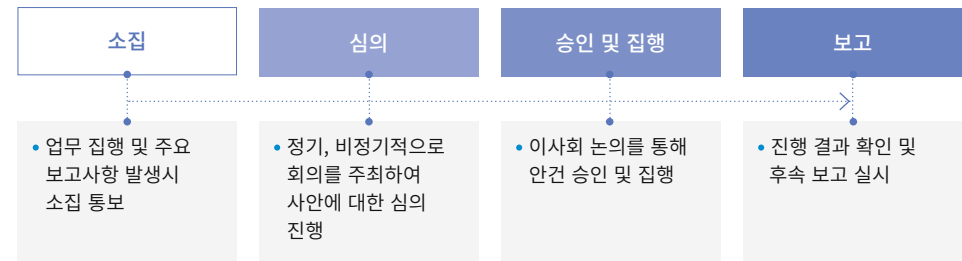 소집
심의
승인 및 집행
보고
• 업무 집행 및 주요
보고사항 발생시
소집 통보
• 정기, 비정기적으로
회의를 주최하여
사안에 대한 심의
진행
• 이사회 논의를 통해
안건 승인 및 집행
• 진행 결과 확인 및
후속 보고 실시